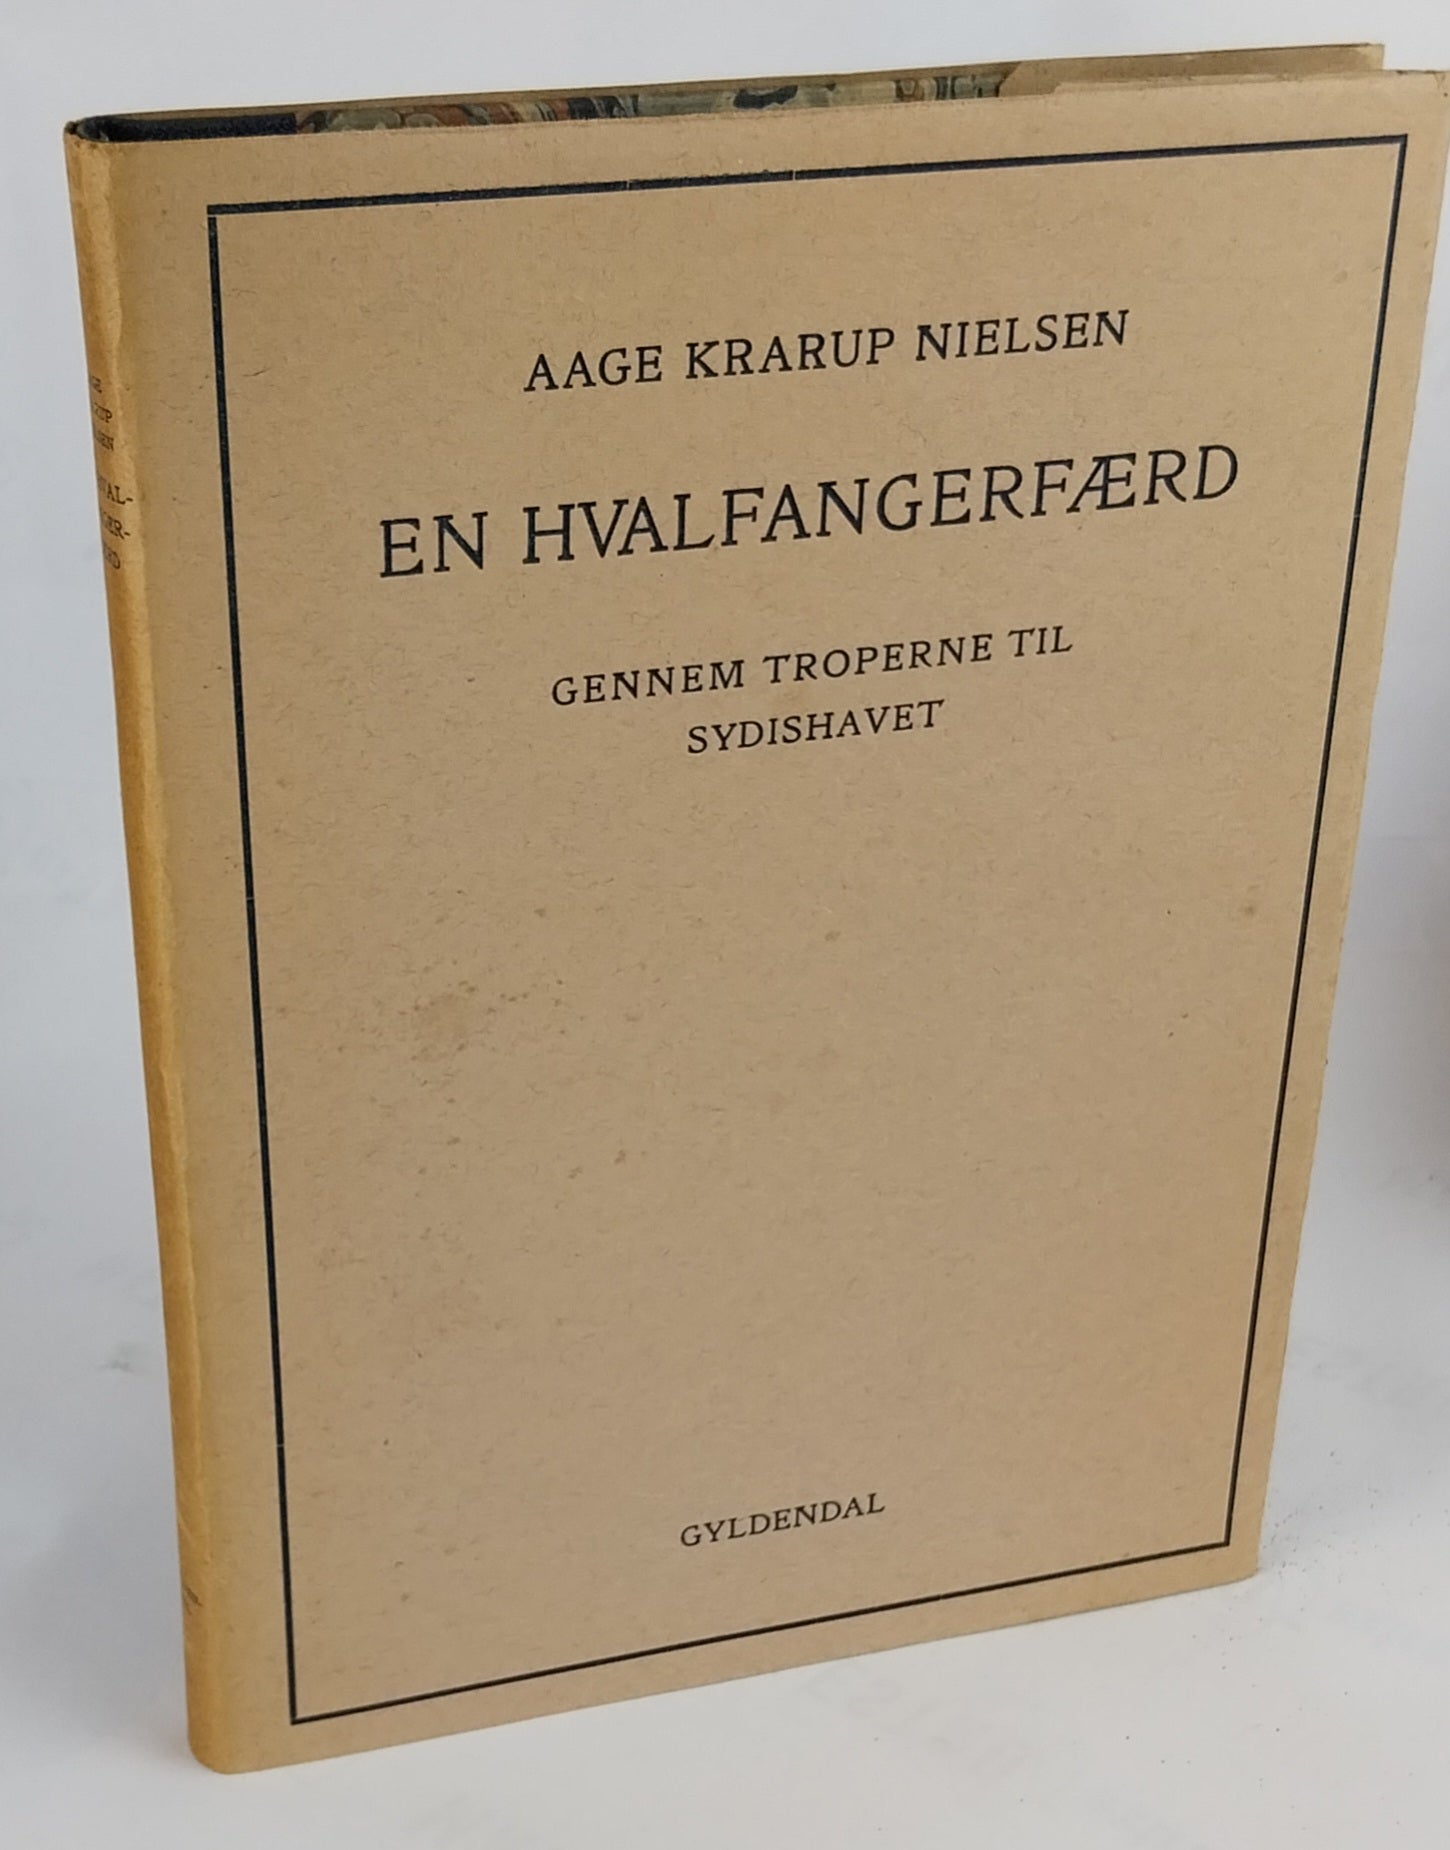 AAGE KRARUP NIELSEN
EN HVALFANGERFÆRD
GENNEM TROPERNE TIL
SYDISHAVET
GYLDENDAL